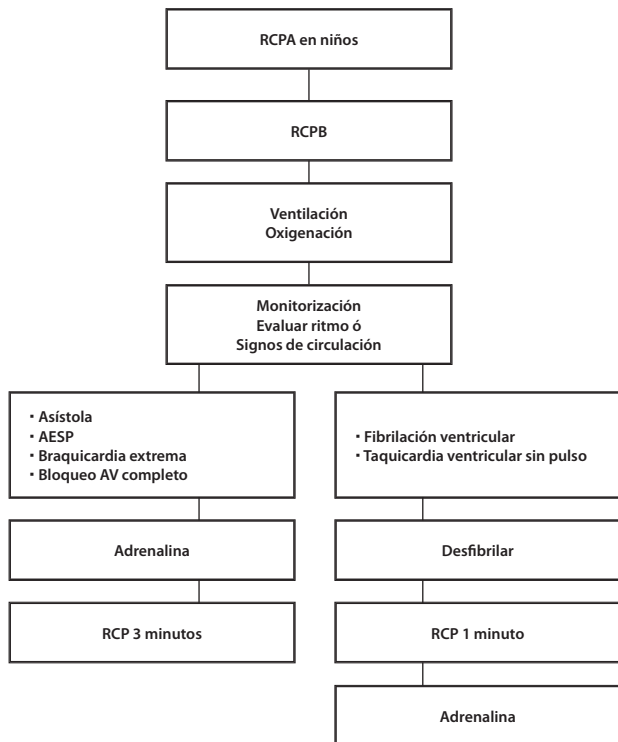 RCPA en niños
RCPB
Ventilación
Oxigenación
Monitorización
Evaluar ritmo ó
Signos de circulación
· Asístola
· AESP
· Braquicardia extrema
· Bloqueo AV completo
· Fibrilación ventricular
· Taquicardia ventricular sin pulso
Adrenalina
Desfibrilar
RCP 3 minutos
RCP 1 minuto
Adrenalina